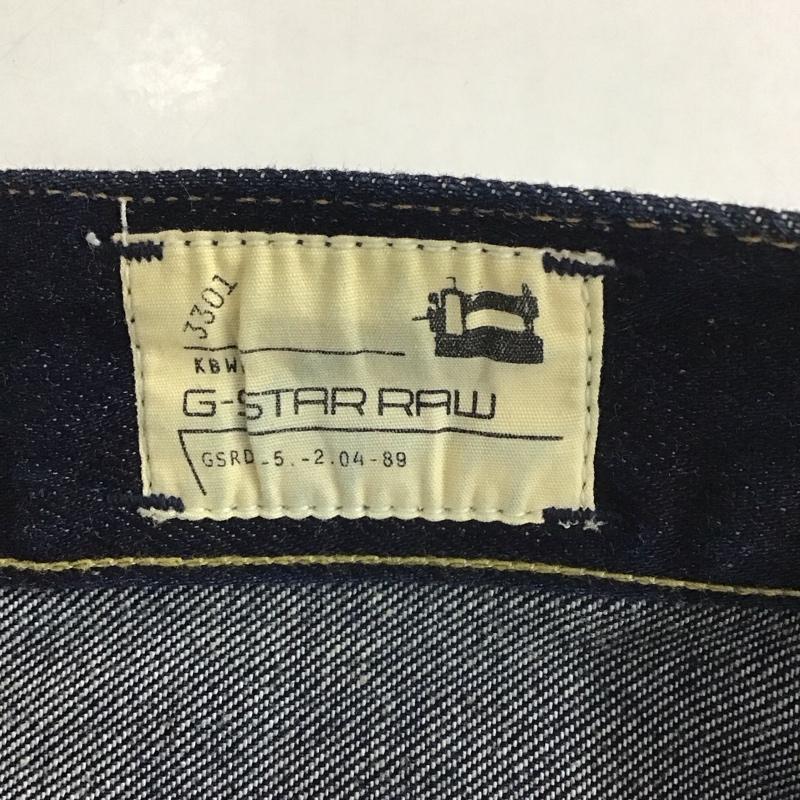 3301
KBW
G-STAR RAW
GSRD-5.-2.04-89